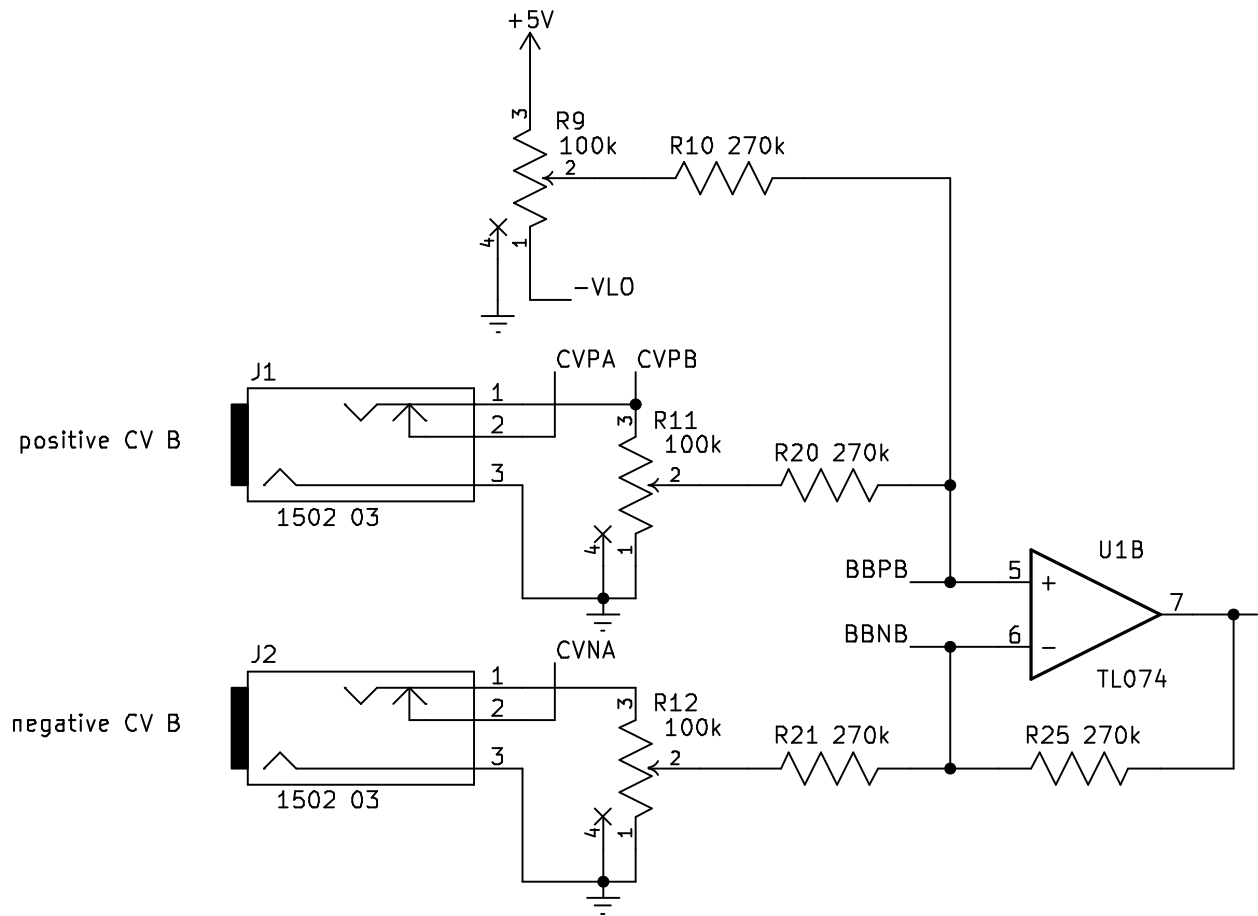 +5V
3
R9
100k
2
R10 270k
4
1
-VLO
J1
CVPA
CVPB
1
2
3
positive CV B
1502 03
3
R11
100k
2
R20 270k
4
1
BBPB
5
+
U1B
7
BBNB
6
-
TL074
J2
CVNA
1
2
3
negative CV B
1502 03
3
R12
100k
2
R21 270k
R25 270k
4
1